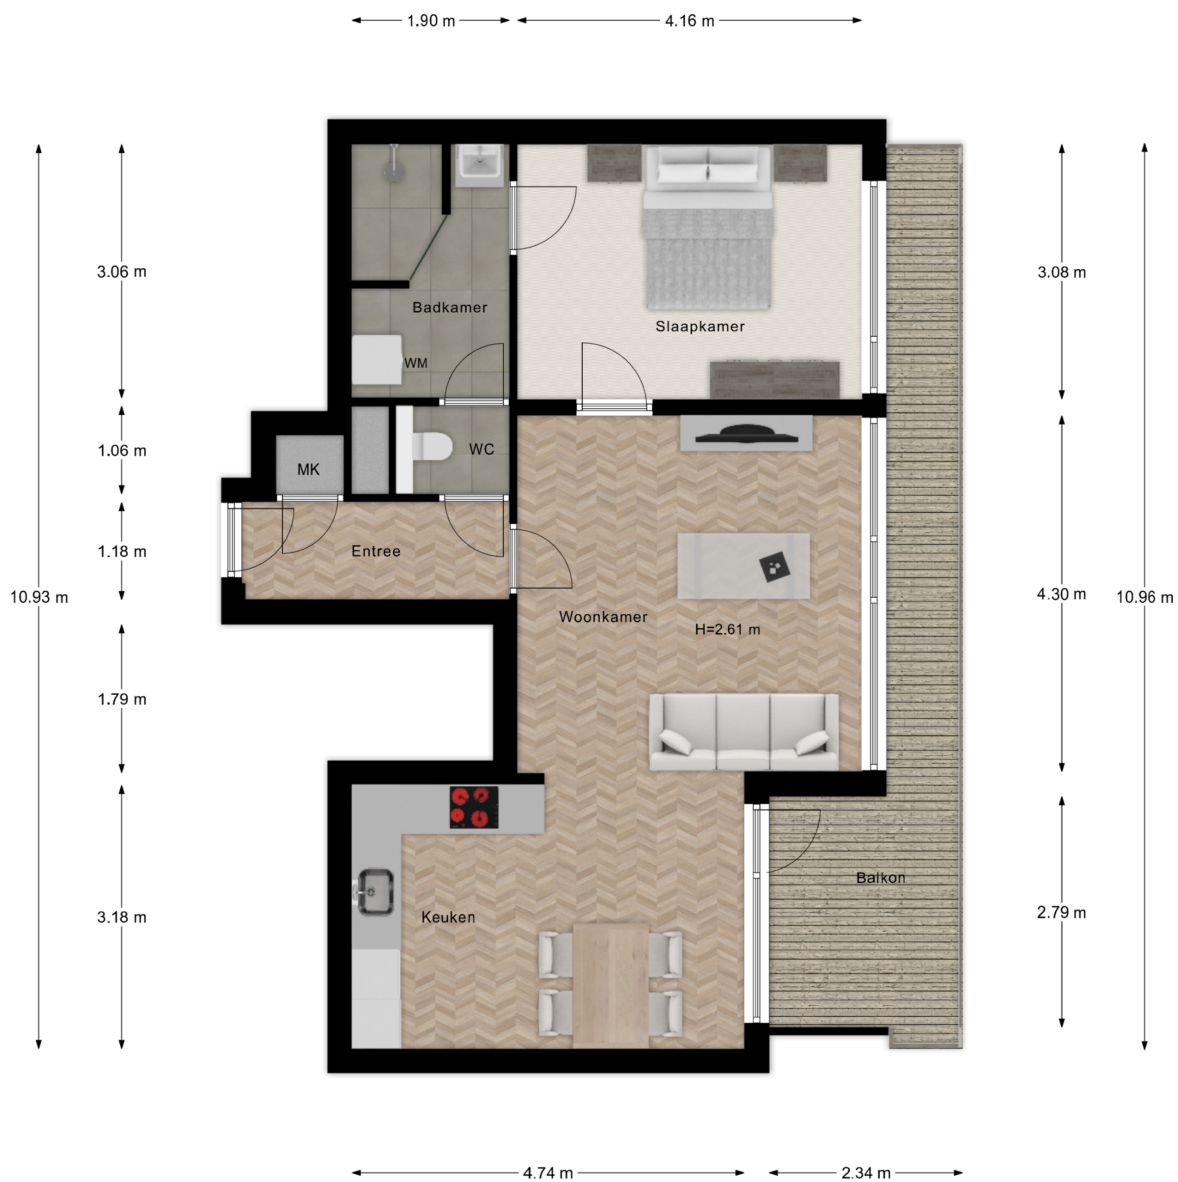 1.90 m
4.16 m
3.06 m
3.08 m
Badkamer
Slaapkamer
WM
1.06 m
WC
MK
1.18 m
Entree
10.93 m
4.30 m
10.96 m
Woonkamer
H=2.61 m
1.79 m
Balkon
3.18 m
Keuken
2.79 m
4.74 m
2.34 m